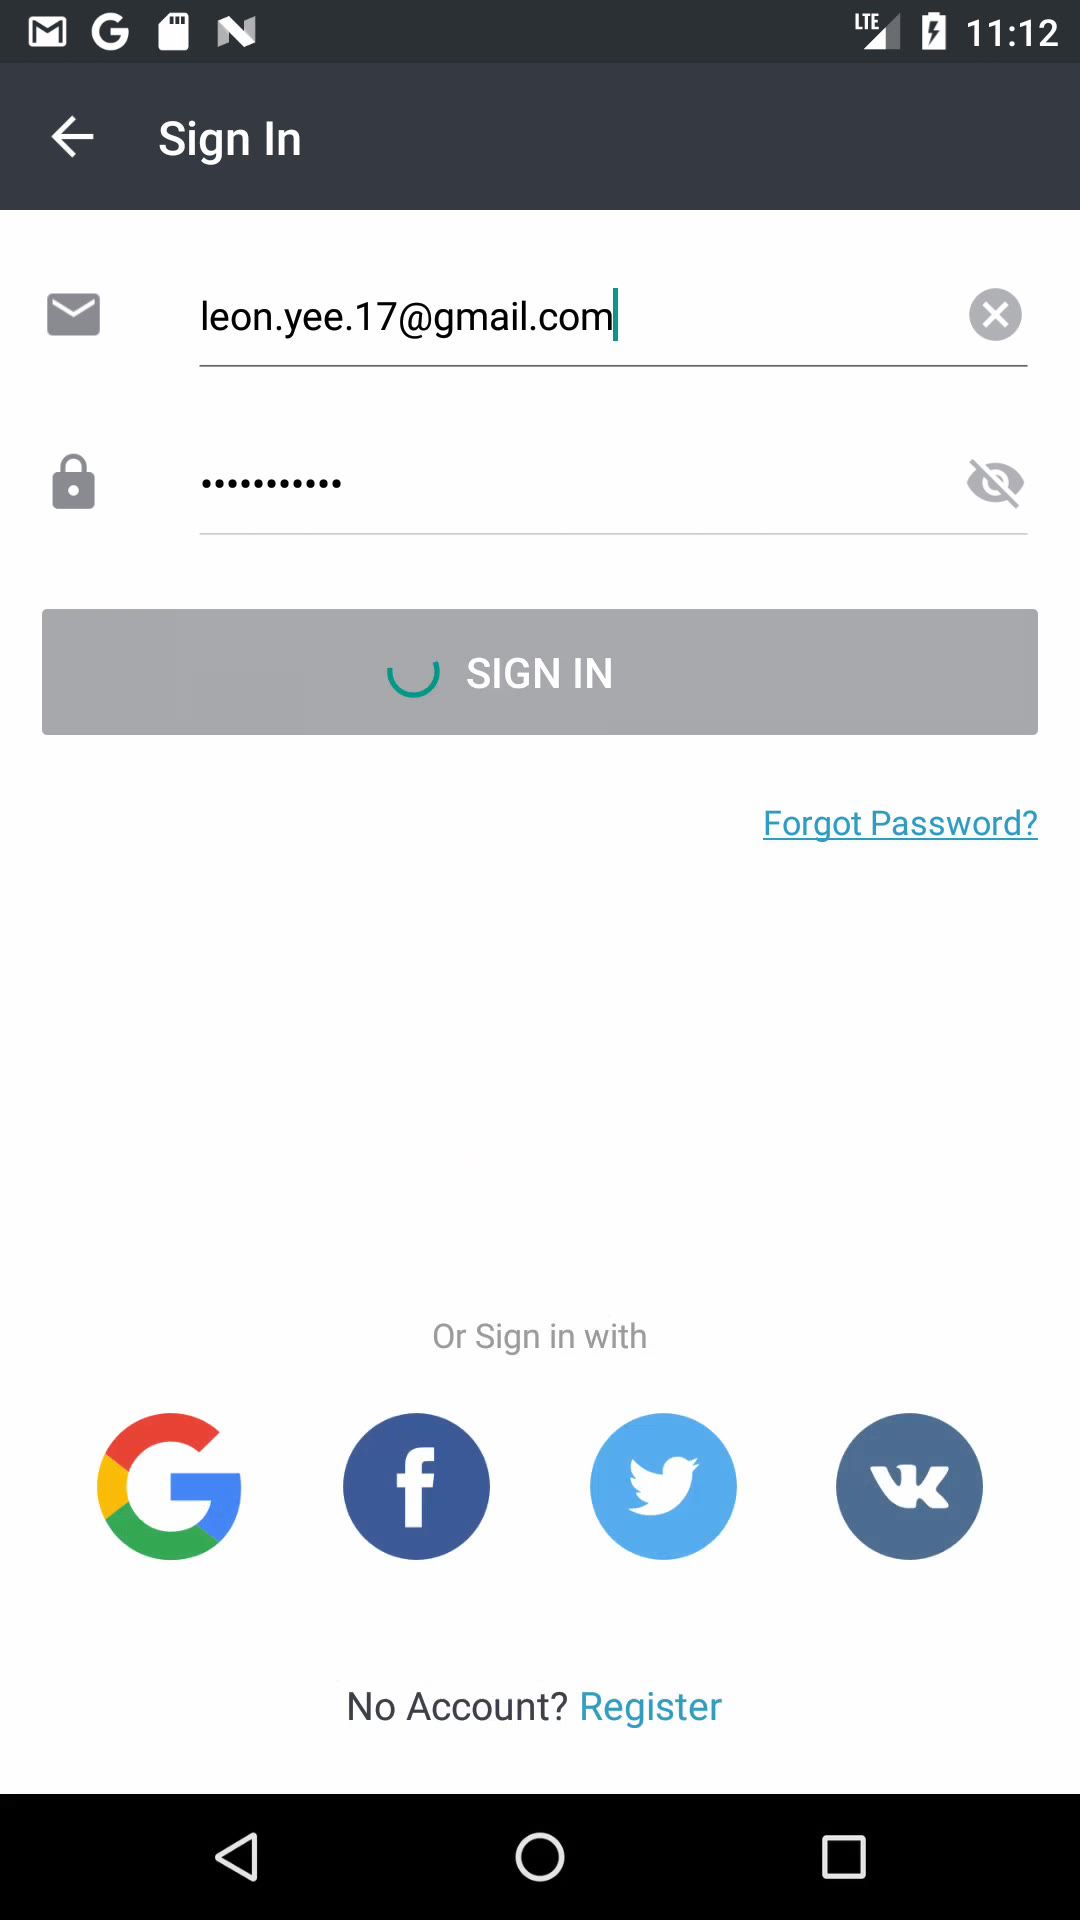 LTE 11:12
Sign In
leon.yee.17@gmail.com
•••••••••••
SIGN IN
Forgot Password?
Or Sign in with
No Account? Register